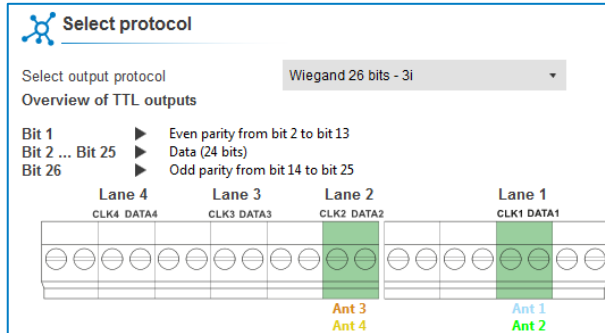 Select protocol
Select output protocol Wiegand 26 bits - 3i
Overview of TTL outputs
Bit 1 Even parity from bit 2 to bit 13
Bit 2 ... Bit 25 Data (24 bits)
Bit 26 Odd parity from bit 14 to bit 25
Lane 4 Lane 3 Lane 2 Lane 1
CLK4 DATA4 CLK3 DATA3 CLK2 DATA2 CLK1 DATA1
Ant 3 Ant 1
Ant 4 Ant 2